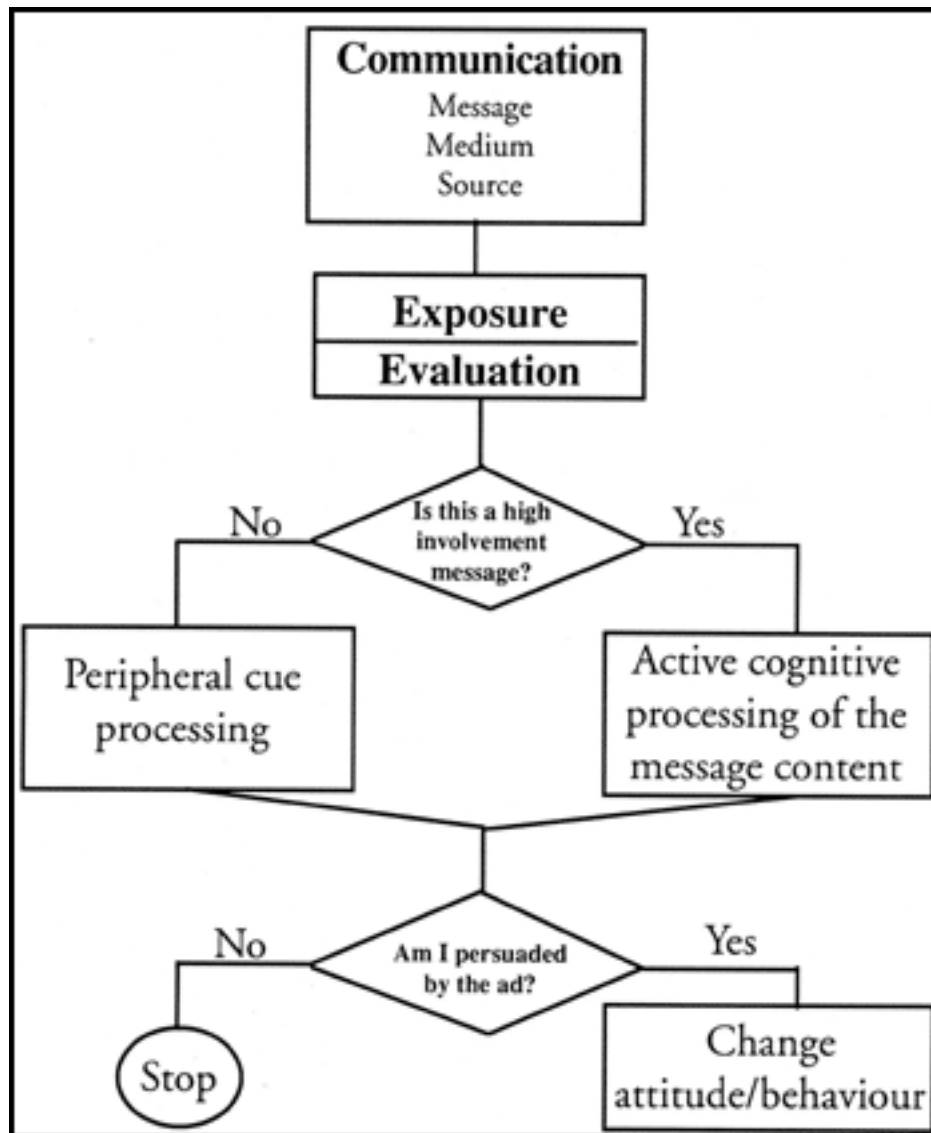 Communication
Message
Medium
Source
Exposure
Evaluation
No
Is this a high
involvement
message?
Yes
Peripheral cue
processing
Active cognitive
processing of the
message content
No
Am I persuaded
by the ad?
Yes
Stop
Change
attitude/behaviour